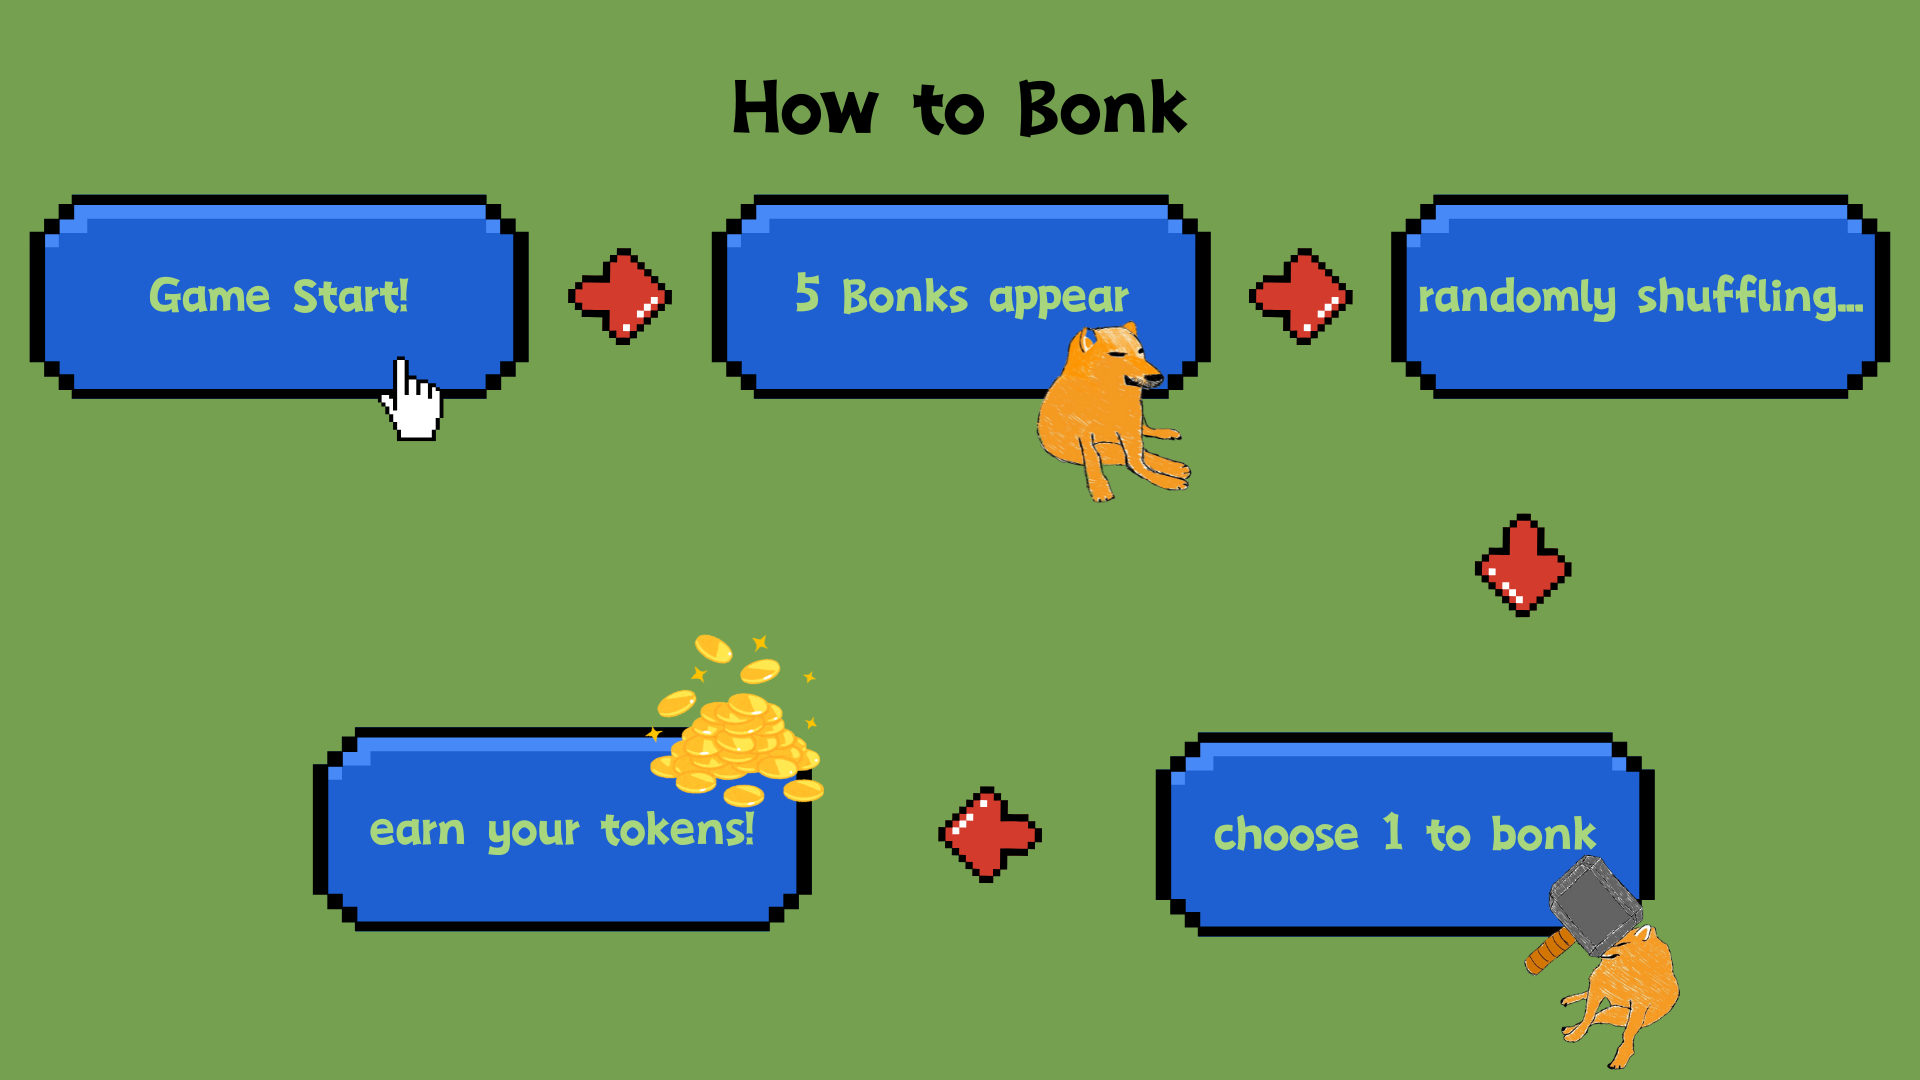 How to Bonk
Game Start!
5 Bonks appear
randomly shuffling...
choose 1 to bonk
earn your tokens!